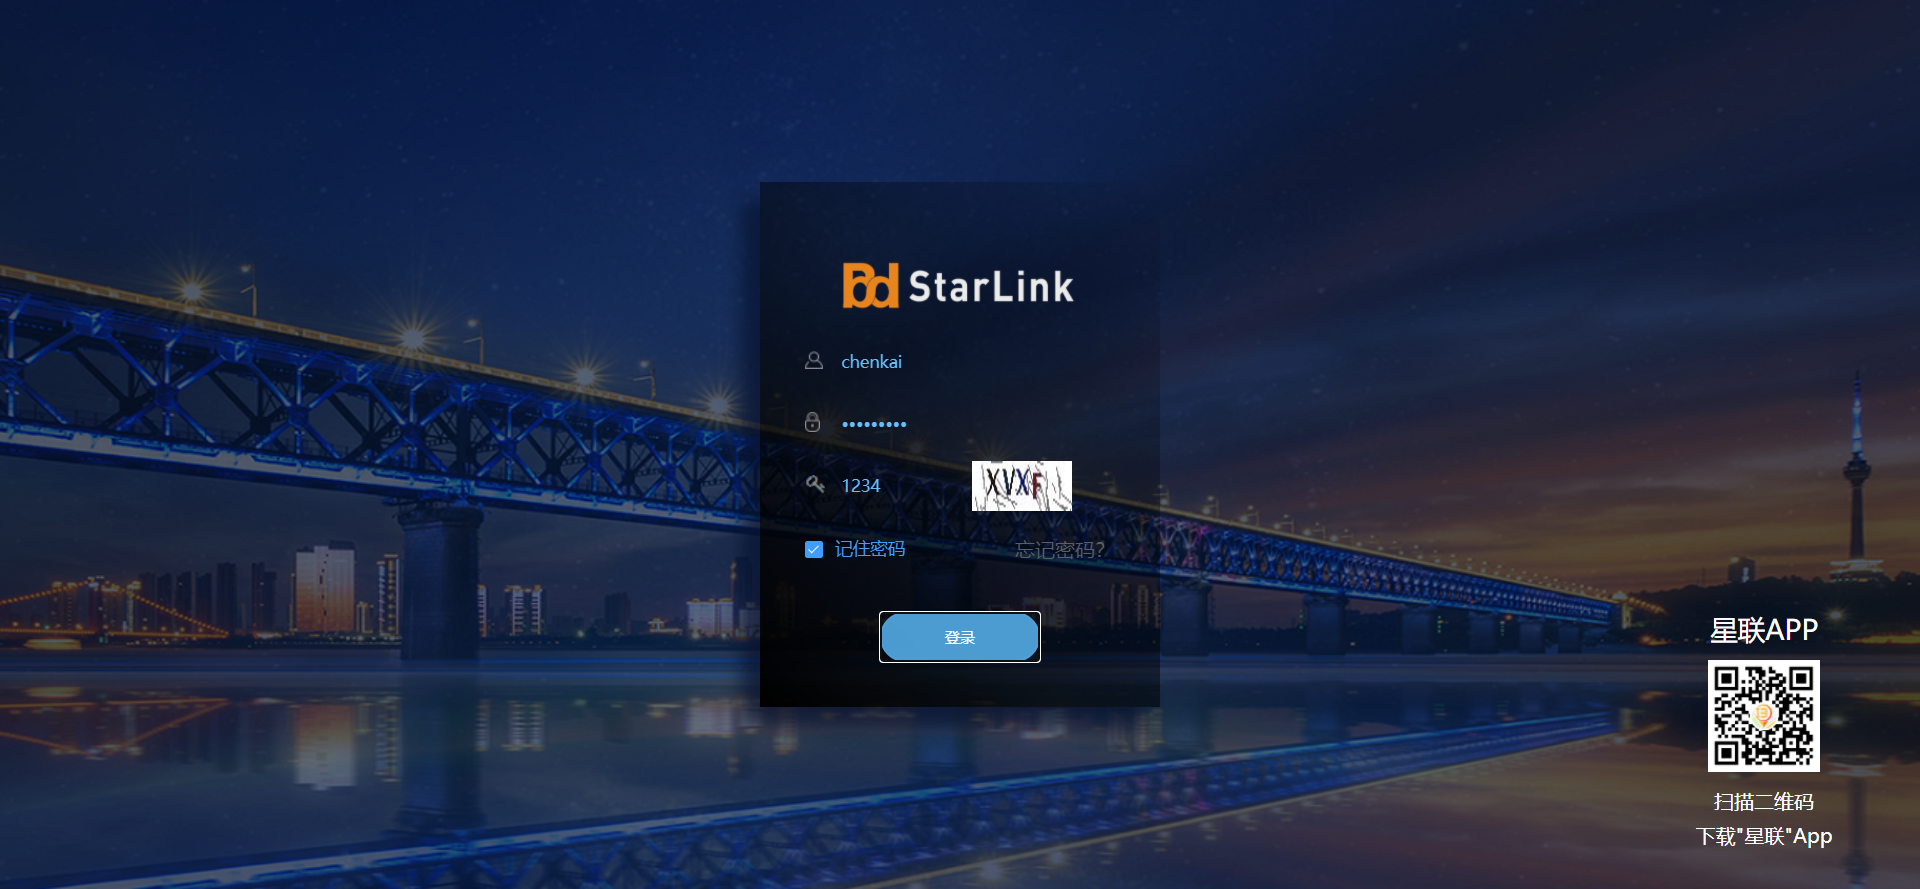 StarLink
chenkai
•••••••••
1234
XVXF
记住密码
忘记密码?
登录
星联APP
扫描二维码
下载"星联"App